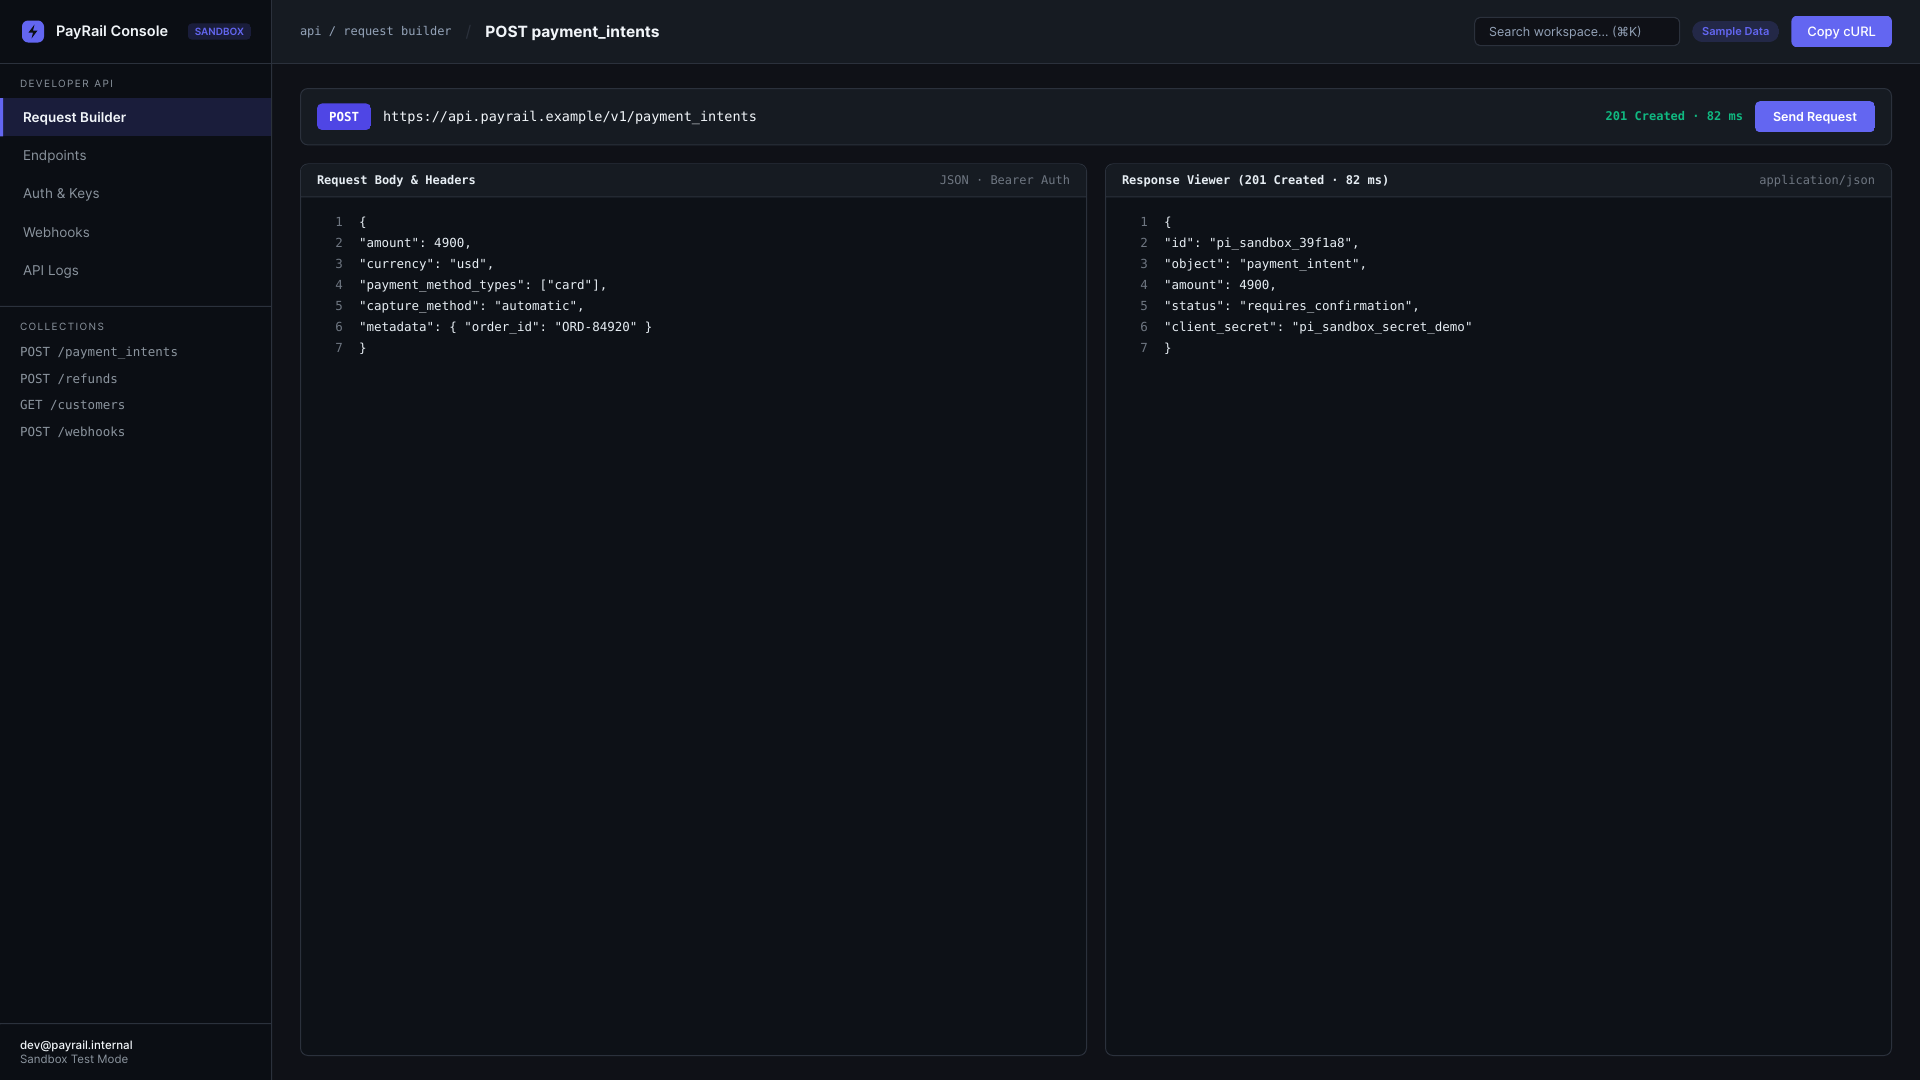 PayRail Console SANDBOX
DEVELOPER API
Request Builder
Endpoints
Auth & Keys
Webhooks
API Logs
COLLECTIONS
POST /payment_intents
POST /refunds
GET /customers
POST /webhooks
dev@payrail.internal
Sandbox Test Mode
api / request builder / POST payment_intents
Search workspace... (⌘K)
Sample Data
Copy cURL
POST https://api.payrail.example/v1/payment_intents
201 Created · 82 ms
Send Request
Request Body & Headers JSON · Bearer Auth
1 {
2 "amount": 4900,
3 "currency": "usd",
4 "payment_method_types": ["card"],
5 "capture_method": "automatic",
6 "metadata": { "order_id": "ORD-84920" }
7 }
Response Viewer (201 Created · 82 ms) application/json
1 {
2 "id": "pi_sandbox_39f1a8",
3 "object": "payment_intent",
4 "amount": 4900,
5 "status": "requires_confirmation",
6 "client_secret": "pi_sandbox_secret_demo"
7 }